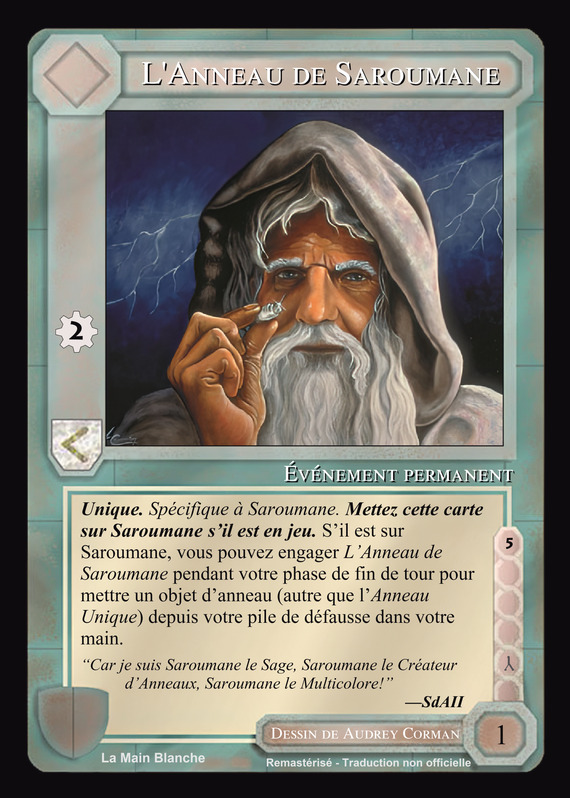 L'Anneau de Saroumane
2
Événement permanent
Unique. Spécifique à Saroumane. Mettez cette carte
sur Saroumane s'il est en jeu. S'il est sur
Saroumane, vous pouvez engager L'Anneau de
Saroumane pendant votre phase de fin de tour pour
mettre un objet d'anneau (autre que l'Anneau
Unique) depuis votre pile de défausse dans votre
main.
5
“Car je suis Saroumane le Sage, Saroumane le Créateur
d'Anneaux, Saroumane le Multicolore!”
—SdAII
Dessin de Audrey Corman
1
La Main Blanche
Remastérisé - Traduction non officielle